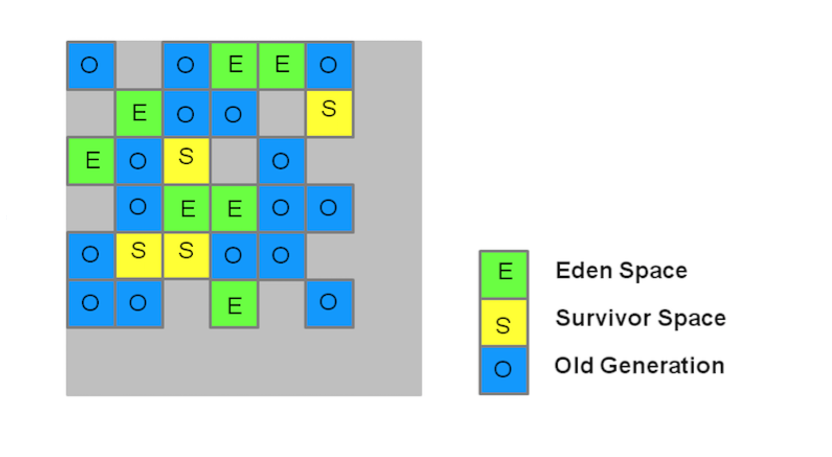 O O E E O
E O O S
E O S O
O E E O O
O S S O O
O O E O
E Eden Space
S Survivor Space
O Old Generation